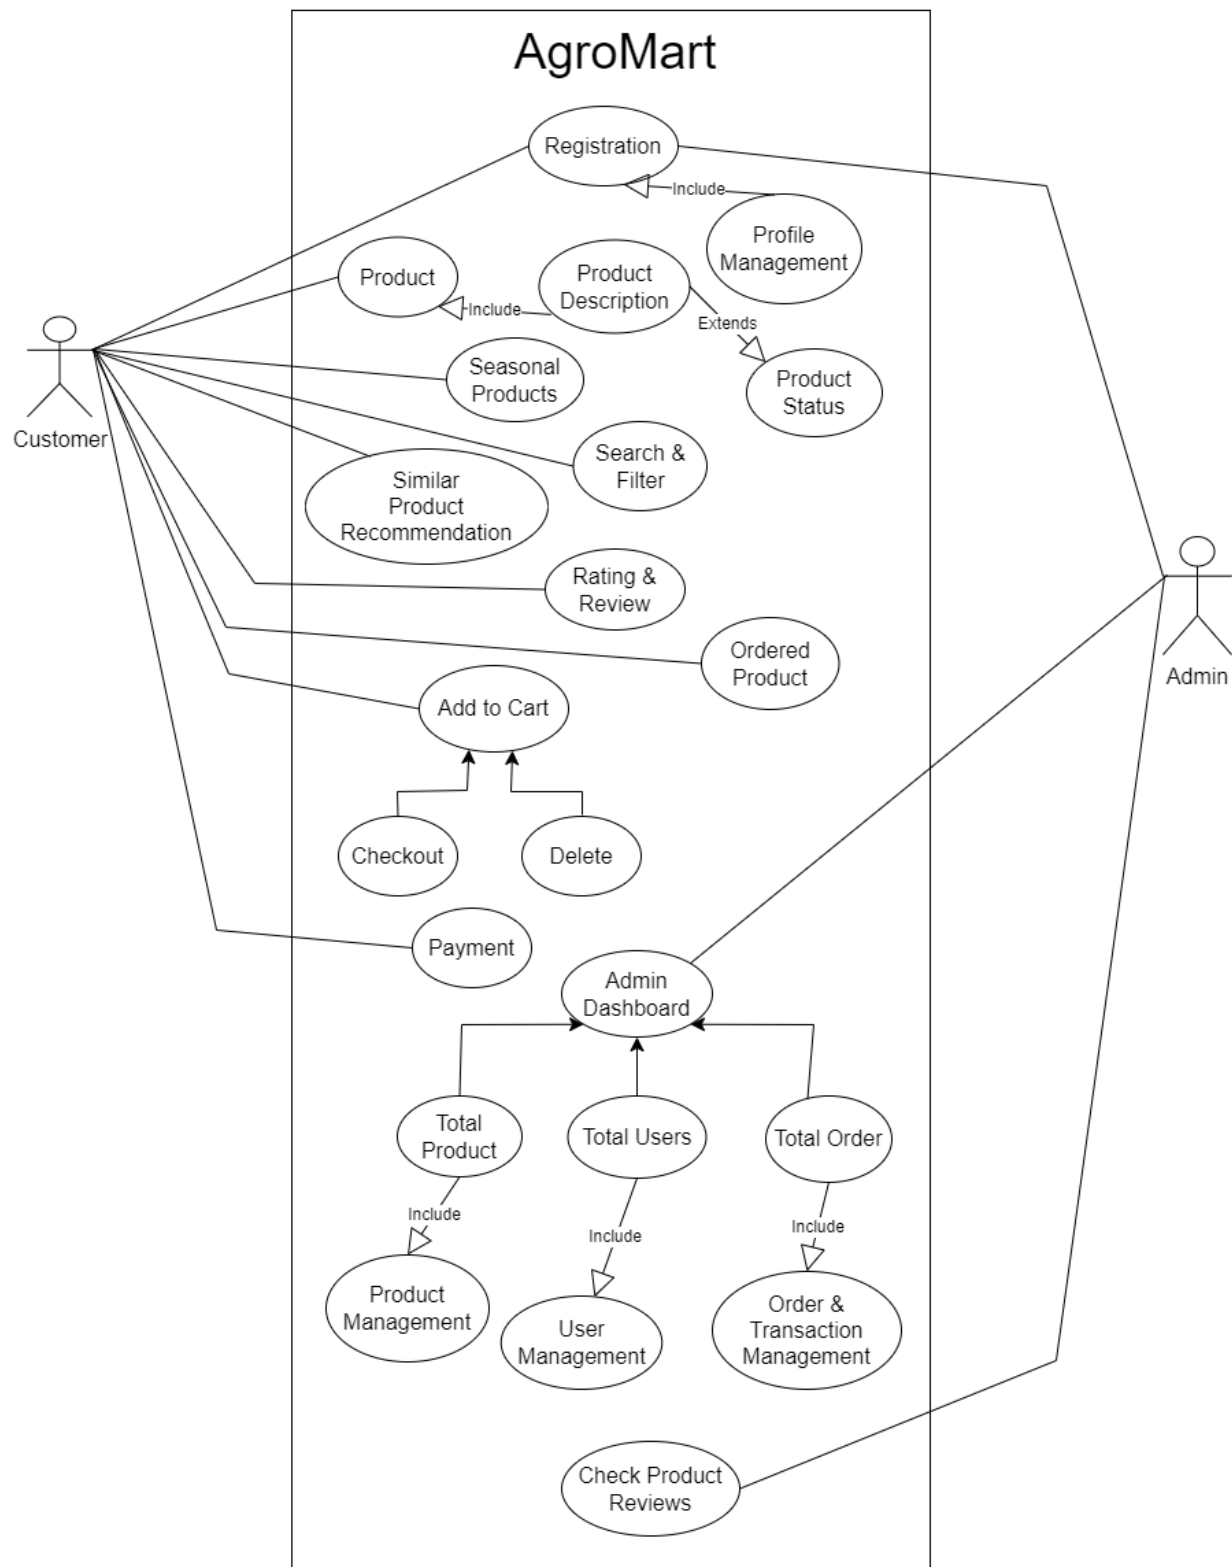 AgroMart
Registration
Include
Profile
Management
Product
Include
Product
Description
Extends
Product
Status
Seasonal
Products
Customer
Search &
Filter
Similar
Product
Recommendation
Rating &
Review
Ordered
Product
Admin
Add to Cart
Checkout
Delete
Payment
Admin
Dashboard
Total
Product
Total Users
Total Order
Include
Include
Include
Product
Management
User
Management
Order &
Transaction
Management
Check Product
Reviews